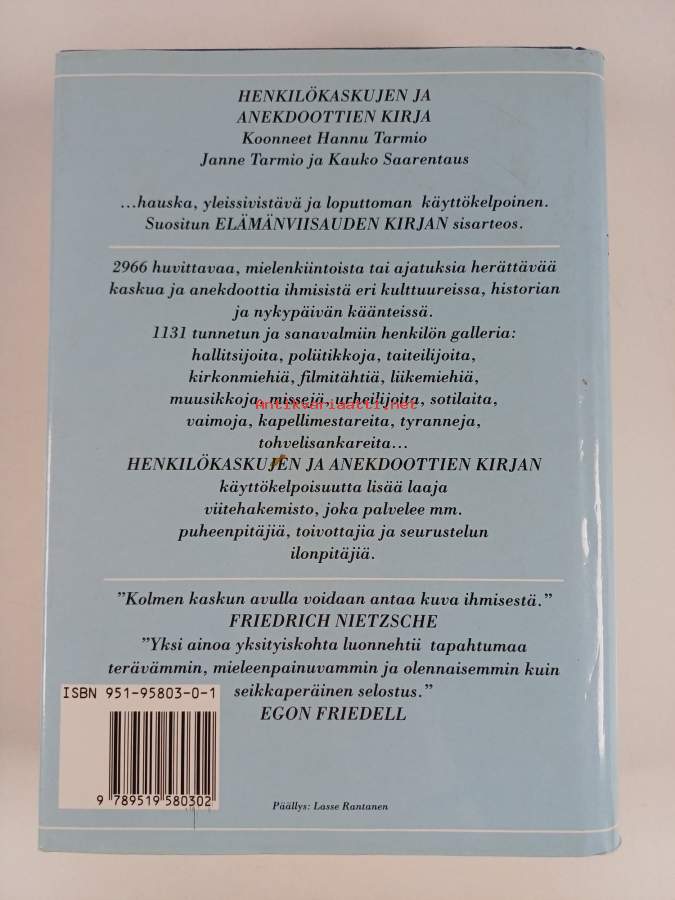 HENKILÖKASKUJEN JA
ANEKDOOTTIEN KIRJA
Koonneet Hannu Tarmio
Janne Tarmio ja Kauko Saarentaus
...hauska, yleissivistävä ja loputtoman käyttökelpoinen.
Suositun ELÄMÄNVIISAUDEN KIRJAN sisarteos.
2966 huvittavaa, mielenkiintoista tai ajatuksia herättävää
kaskua ja anekdoottia ihmisistä eri kulttuureissa, historian
ja nykypäivän käänteissä.
1131 tunnetun ja sanavalmiin henkilön galleria:
hallitsijoita, poliitikkoja, taiteilijoita,
kirkonmiehiä, filmitähtiä, liikemiehiä,
muusikkoja, missejä, urheilijoita, sotilaita,
Antikvariaatti.net
vaimoja, kapellimestareita, tyranneja,
tohvelisankareita...
HENKILÖKASKUJEN JA ANEKDOOTTIEN KIRJAN
käyttökelpoisuutta lisää laaja
viitehakemisto, joka palvelee mm.
puheenpitäjiä, toivottajia ja seurustelun
ilonpitäjiä.
”Kolmen kaskun avulla voidaan antaa kuva ihmisestä.”
FRIEDRICH NIETZSCHE
”Yksi ainoa yksityiskohta luonnehtii tapahtumaa
terävämmin, mieleenpainuvammin ja olennaisemmin kuin
seikkaperäinen selostus.”
EGON FRIEDELL
ISBN 951-95803-0-1
9 789519 580302
Päällys: Lasse Rantanen